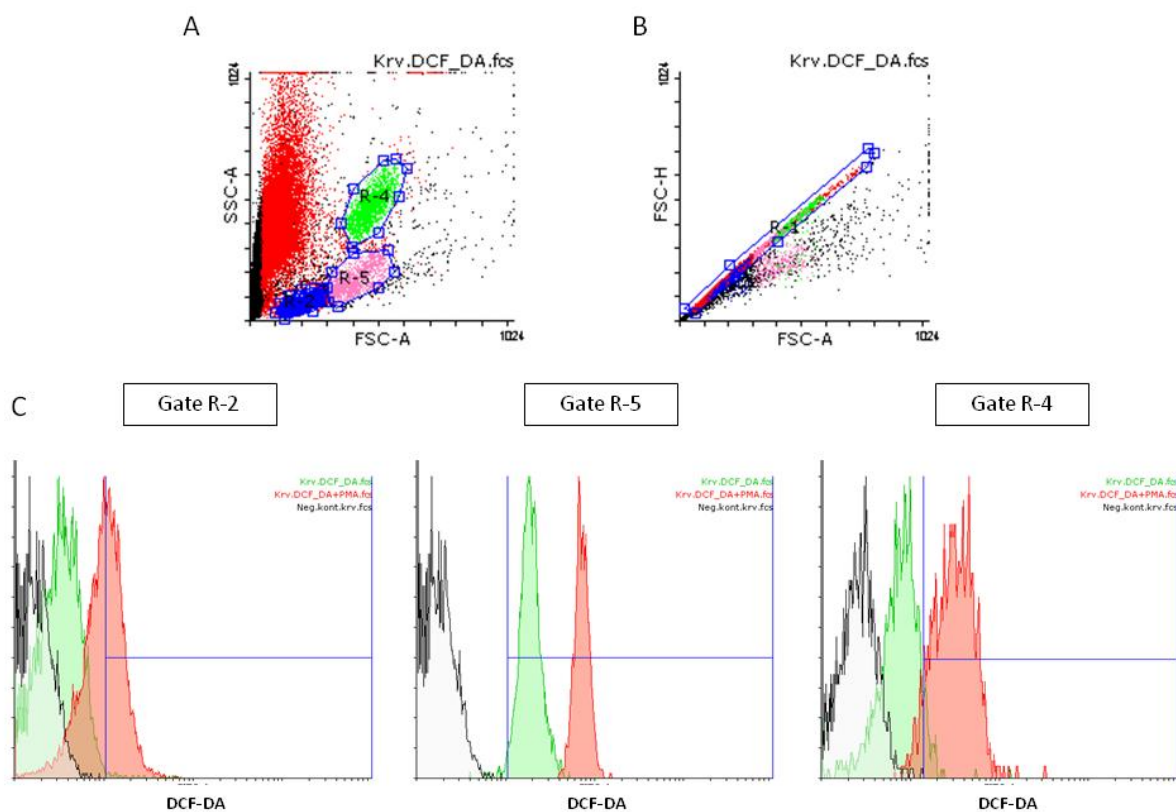 A
Krv.DCF_DA.fcs
1024
SSC-A
R-4
R-5
R-2
FSC-A
1024
B
Krv.DCF_DA.fcs
1024
FSC-H
R-1
FSC-A
1024
C
Gate R-2
Gate R-5
Gate R-4
Krv.DCF_DA.fcs
Krv.DCF_DA+PMA.fcs
Neg.kont.krv.fcs
DCF-DA
Krv.DCF_DA.fcs
Krv.DCF_DA+PMA.fcs
Neg.kont.krv.fcs
DCF-DA
Krv.DCF_DA.fcs
Krv.DCF_DA+PMA.fcs
Neg.kont.krv.fcs
DCF-DA